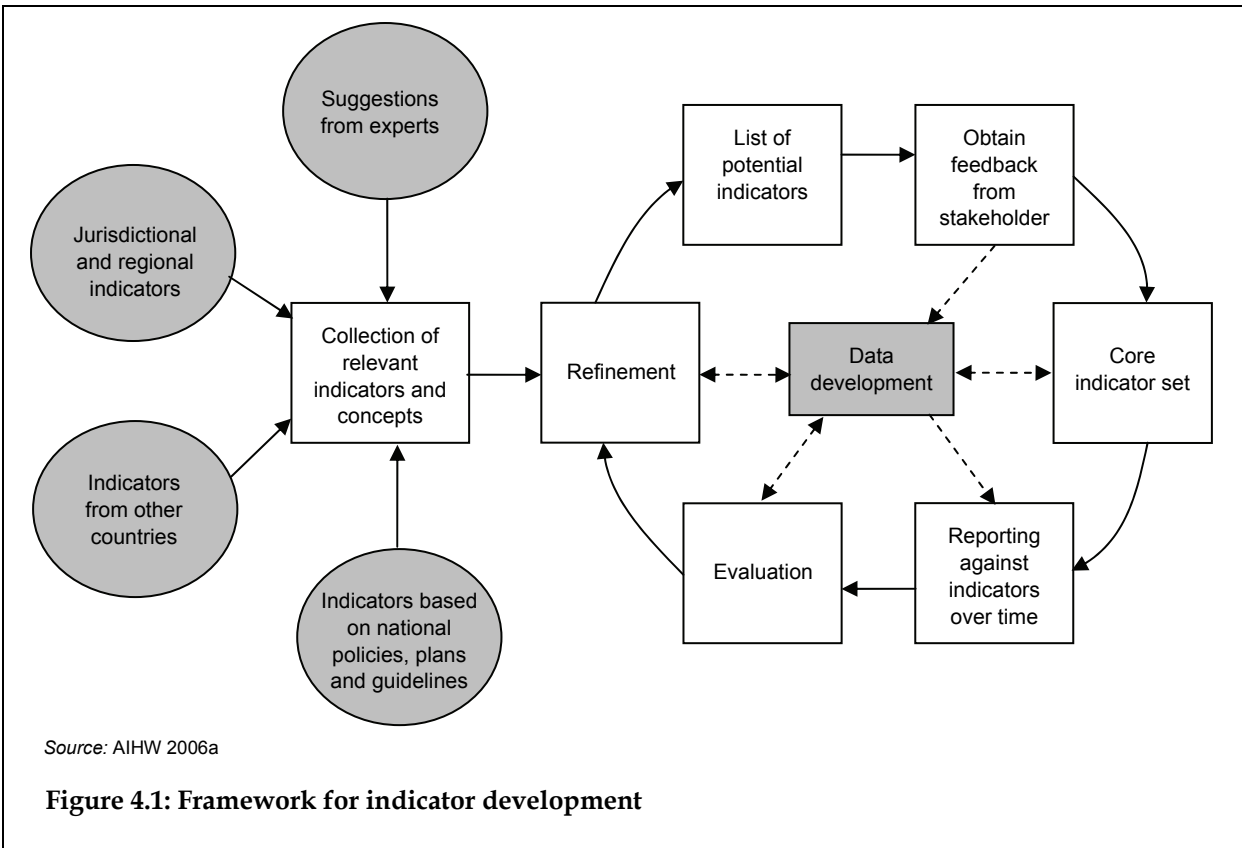 Suggestions
from experts
Jurisdictional
and regional
indicators
Indicators
from other
countries
Indicators based
on national
policies, plans
and guidelines
Collection of
relevant
indicators and
concepts
Refinement
List of
potential
indicators
Obtain
feedback
from
stakeholder
Data
development
Core
indicator set
Reporting
against
indicators
over time
Evaluation
Source: AIHW 2006a
Figure 4.1: Framework for indicator development